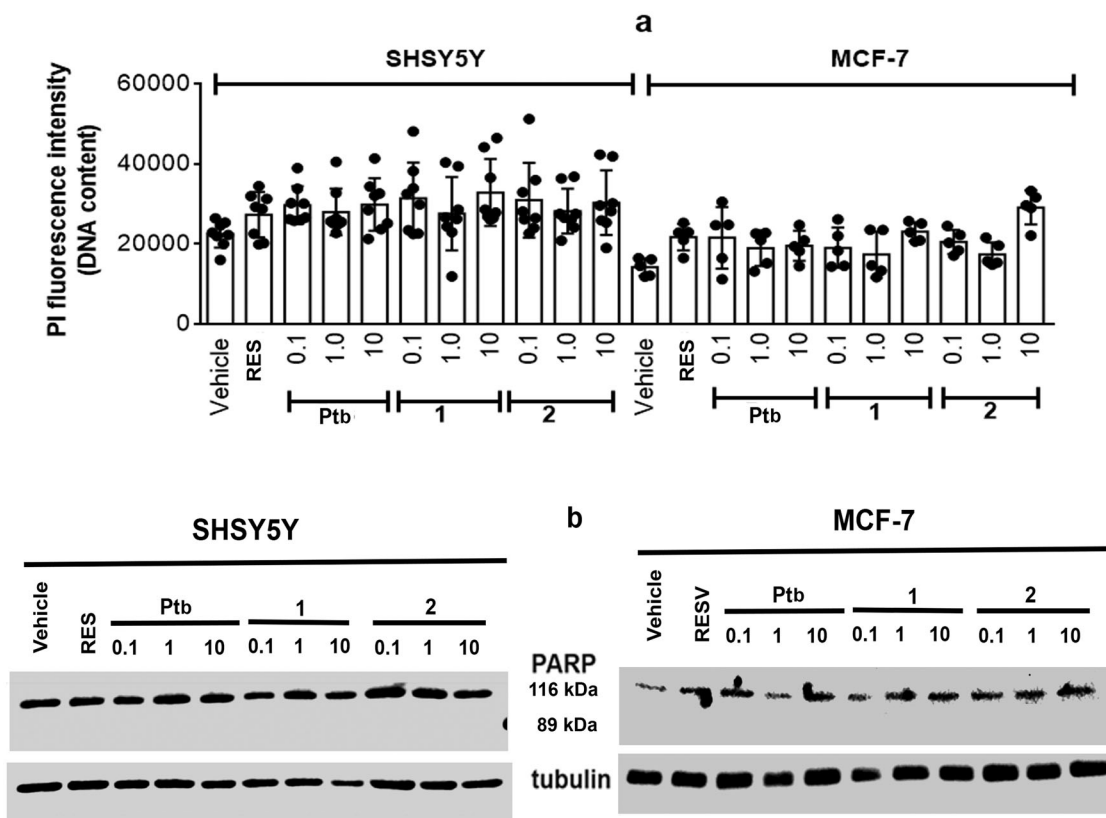 a
SHSY5Y MCF-7
PI fluorescence intensity
(DNA content)
60000
40000
20000
0
Vehicle RES 0.1 1.0 10 0.1 1.0 10 0.1 1.0 10 Vehicle RES 0.1 1.0 10 0.1 1.0 10 0.1 1.0 10
Ptb 1 2 Ptb 1 2
b
SHSY5Y
Vehicle RES
Ptb 1 2
0.1 1 10 0.1 1 10 0.1 1 10
MCF-7
Vehicle RESV
Ptb 1 2
0.1 1 10 0.1 1 10 0.1 1 10
PARP
116 kDa
89 kDa
tubulin